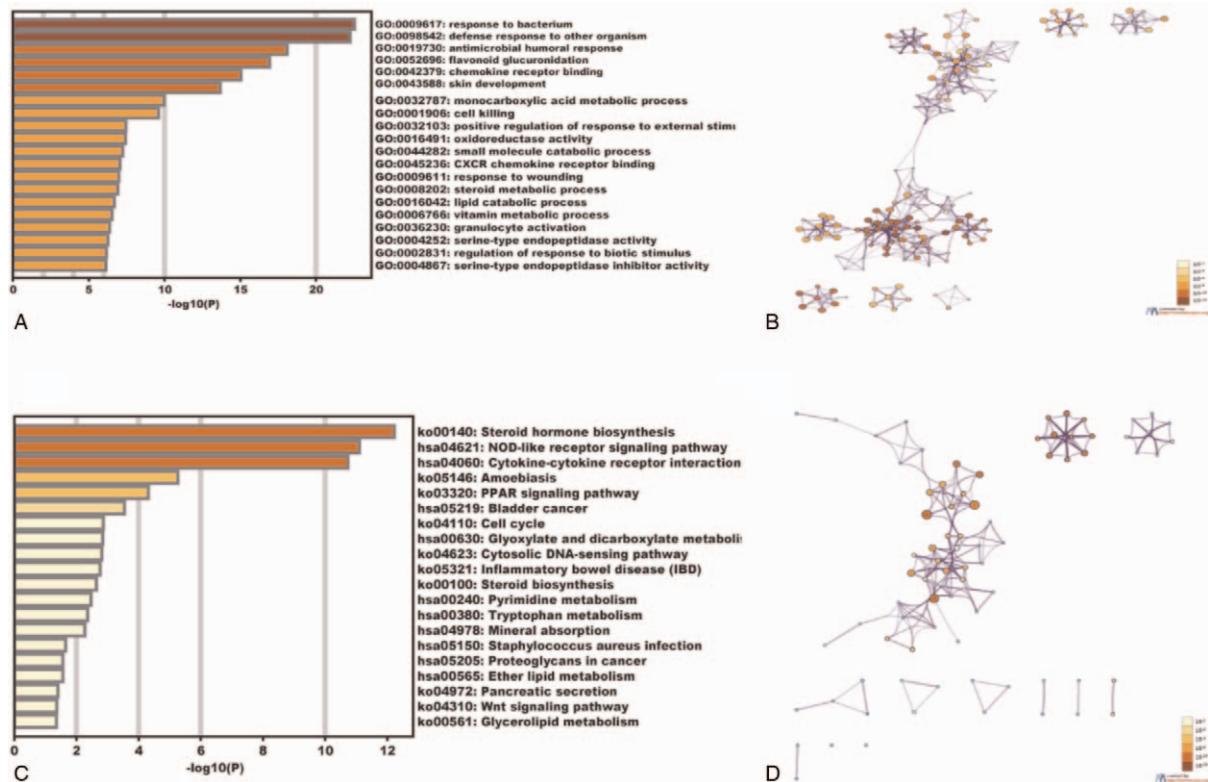 GO:0009617: response to bacterium
GO:0098542: defense response to other organism
GO:0019730: antimicrobial humoral response
GO:0052696: flavonoid glucuronidation
GO:0042379: chemokine receptor binding
GO:0043588: skin development
GO:0032787: monocarboxylic acid metabolic process
GO:0001906: cell killing
GO:0032103: positive regulation of response to external stimu
GO:0016491: oxidoreductase activity
GO:0044282: small molecule catabolic process
GO:0045236: CXCR chemokine receptor binding
GO:0009611: response to wounding
GO:0008202: steroid metabolic process
GO:0016042: lipid catabolic process
GO:0006766: vitamin metabolic process
GO:0036230: granulocyte activation
GO:0004252: serine-type endopeptidase activity
GO:0002831: regulation of response to biotic stimulus
GO:0004867: serine-type endopeptidase inhibitor activity
0 5 10 15 20
-log10(P)
A
B
ko00140: Steroid hormone biosynthesis
hsa04621: NOD-like receptor signaling pathway
hsa04060: Cytokine-cytokine receptor interaction
ko05146: Amoebiasis
ko03320: PPAR signaling pathway
hsa05219: Bladder cancer
ko04110: Cell cycle
hsa00630: Glyoxylate and dicarboxylate metaboli
ko04623: Cytosolic DNA-sensing pathway
ko05321: Inflammatory bowel disease (IBD)
ko00100: Steroid biosynthesis
hsa00240: Pyrimidine metabolism
hsa00380: Tryptophan metabolism
hsa04978: Mineral absorption
hsa05150: Staphylococcus aureus infection
hsa05205: Proteoglycans in cancer
hsa00565: Ether lipid metabolism
ko04972: Pancreatic secretion
ko04310: Wnt signaling pathway
ko00561: Glycerolipid metabolism
0 2 4 6 8 10 12
-log10(P)
C
D